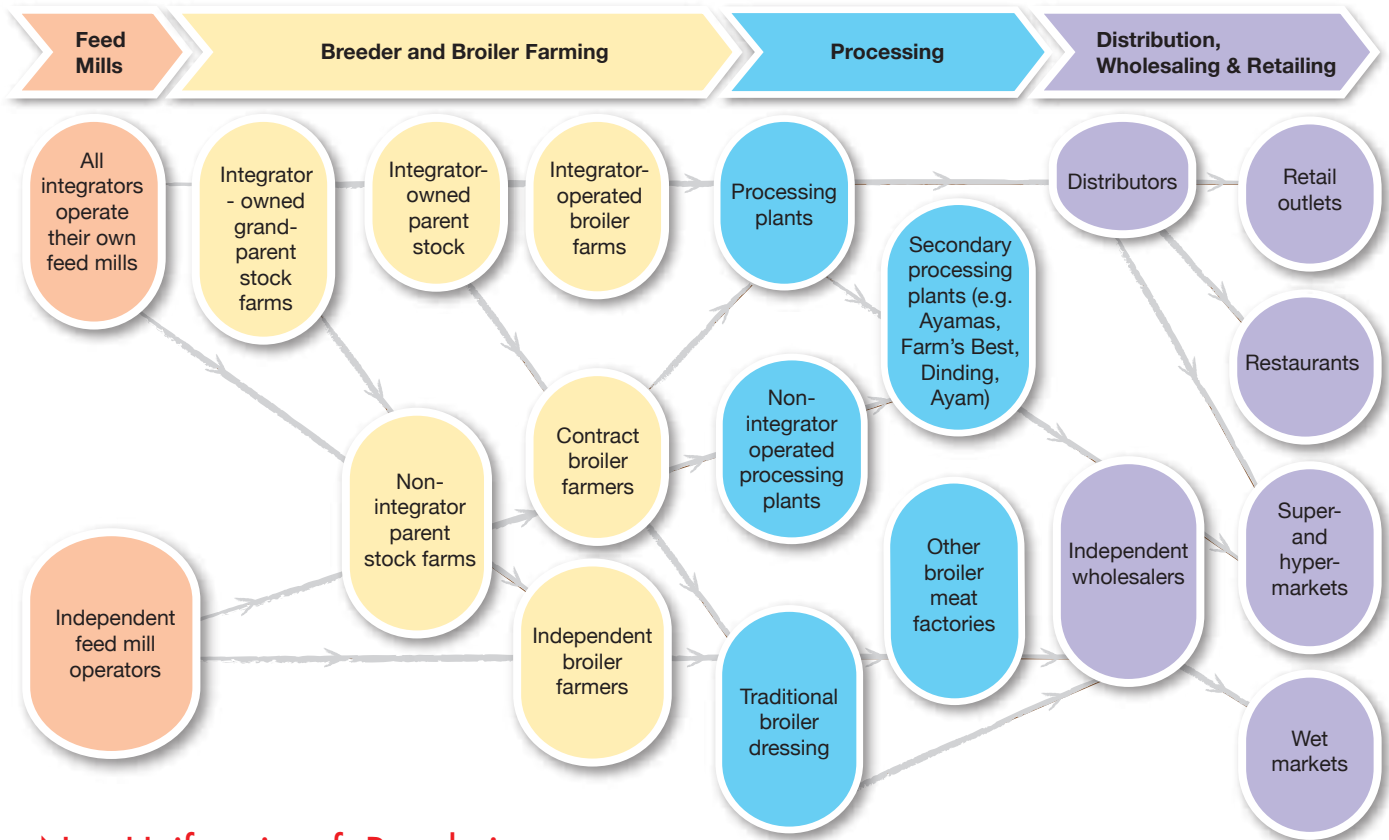 Feed
Mills
Breeder and Broiler Farming
Processing
Distribution,
Wholesaling & Retailing
All
integrators
operate
their own
feed mills
Integrator
- owned
grand-
parent
stock
farms
Integrator-
owned
parent
stock
Integrator-
operated
broiler
farms
Processing
plants
Distributors
Retail
outlets
Secondary
processing
plants (e.g.
Ayamas,
Farm's Best,
Dinding,
Ayam)
Restaurants
Non-
integrator
parent
stock farms
Contract
broiler
farmers
Non-
integrator
operated
processing
plants
Other
broiler
meat
factories
Independent
wholesalers
Super-
and
hyper-
markets
Independent
feed mill
operators
Independent
broiler
farmers
Traditional
broiler
dressing
Wet
markets